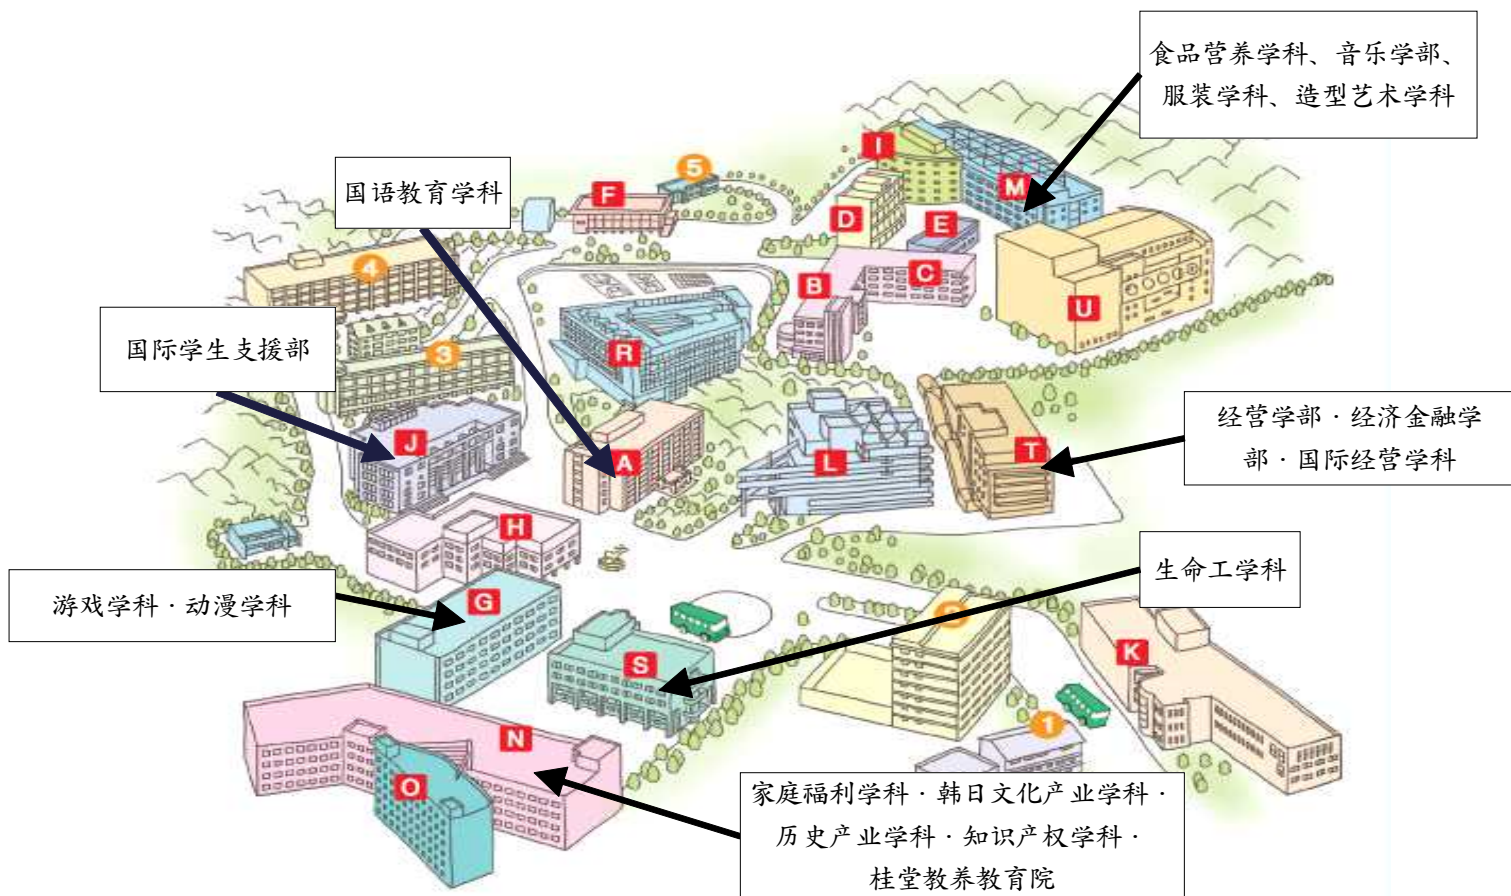 食品营养学科、音乐学部、
服装学科、造型艺术学科
I
5
M
国语教育学科
F
D
E
4
B
C
U
国际学生支援部
3
R
经营学部·经济金融学
部·国际经营学科
J
A
L
T
H
生命工学科
游戏学科·动漫学科
G
S
K
N
1
O
家庭福利学科·韩日文化产业学科·
历史产业学科·知识产权学科·
桂堂教养教育院